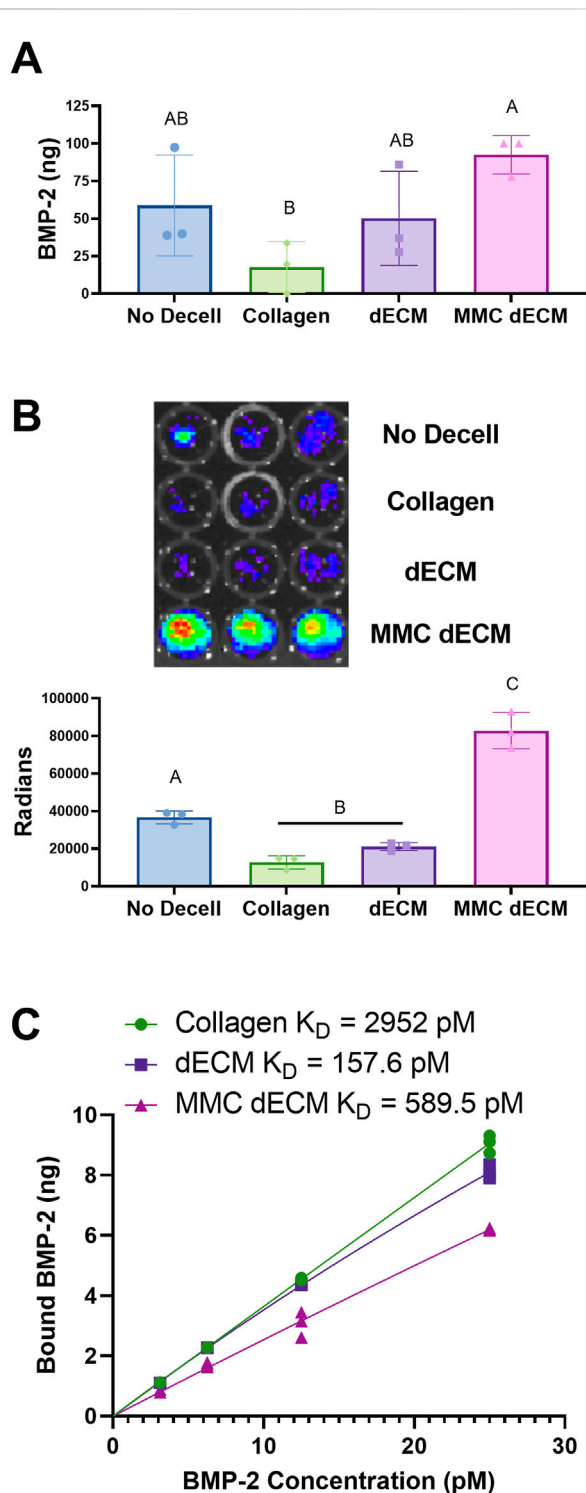 A
BMP-2 (ng)
125
100
75
50
25
0
AB
B
AB
A
No Decell
Collagen
dECM
MMC dECM
B
No Decell
Collagen
dECM
MMC dECM
Radians
100000
80000
60000
40000
20000
0
A
B
C
No Decell
Collagen
dECM
MMC dECM
C
Collagen K_D = 2952 pM
dECM K_D = 157.6 pM
MMC dECM K_D = 589.5 pM
Bound BMP-2 (ng)
10
8
6
4
2
0
0
10
20
30
BMP-2 Concentration (pM)